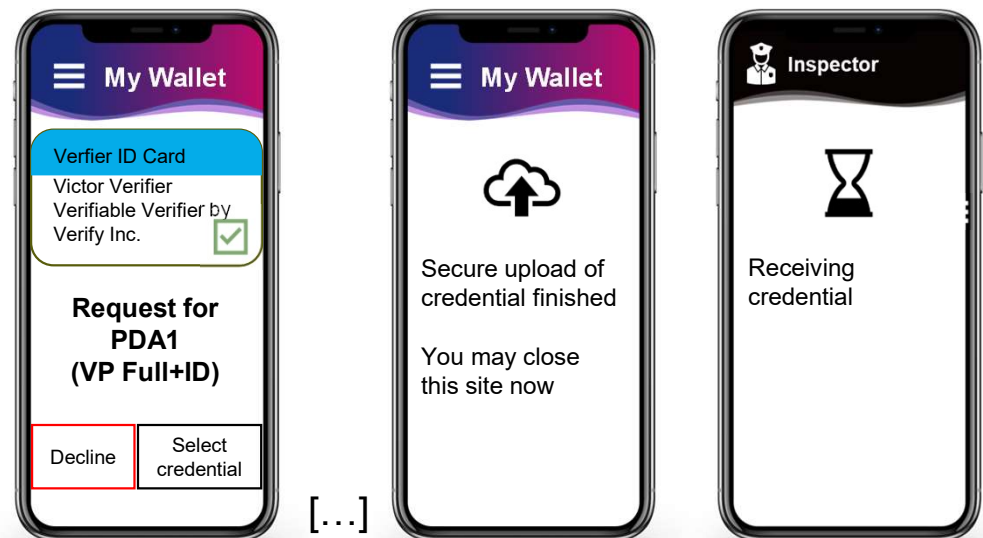 My Wallet
Verfier ID Card
Victor Verifier
Verifiable Verifier by
Verify Inc.
Request for
PDA1
(VP Full+ID)
Decline
Select
credential
[…]
My Wallet
Secure upload of
credential finished
You may close
this site now
Inspector
Receiving
credential